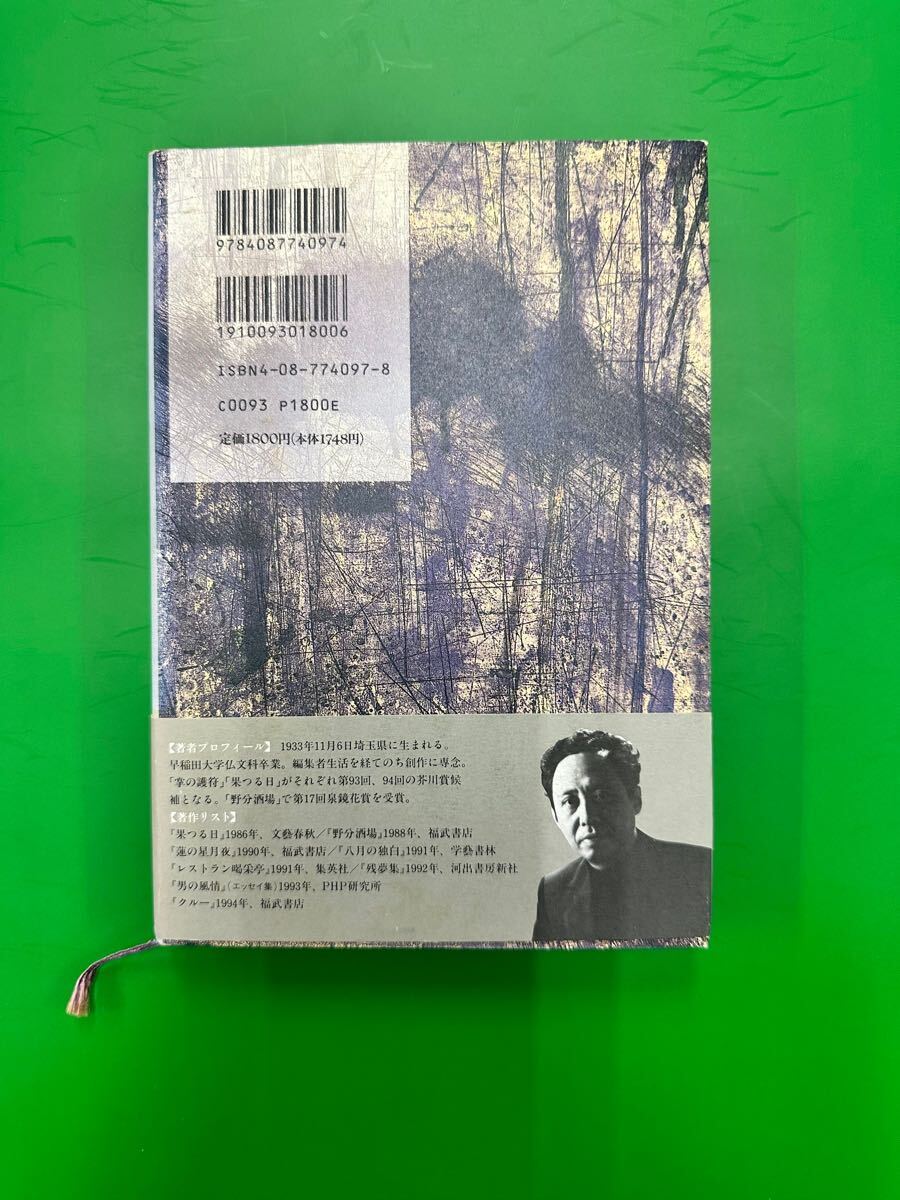 9784087740974
1910093018006
ISBN4-08-774097-8
C0093 P1800E
定価1800円(本体1748円)
【著者プロフィール】 1933年11月6日埼玉県に生まれる。
早稲田大学仏文科卒業。編集者生活を経てのち創作に専念。
「掌の護符」「果つる日」がそれぞれ第93回、94回の芥川賞候
補となる。「野分酒場」で第17回泉鏡花賞を受賞。
【著作リスト】
『果つる日』1986年、文藝春秋/『野分酒場』1988年、福武書店
『蓮の星月夜』1990年、福武書店/『八月の独白』1991年、学藝書林
『レストラン喝采亭』1991年、集英社/『残夢集』1992年、河出書房新社
『男の風情』(エッセイ集)1993年、PHP研究所
『クルー』1994年、福武書店